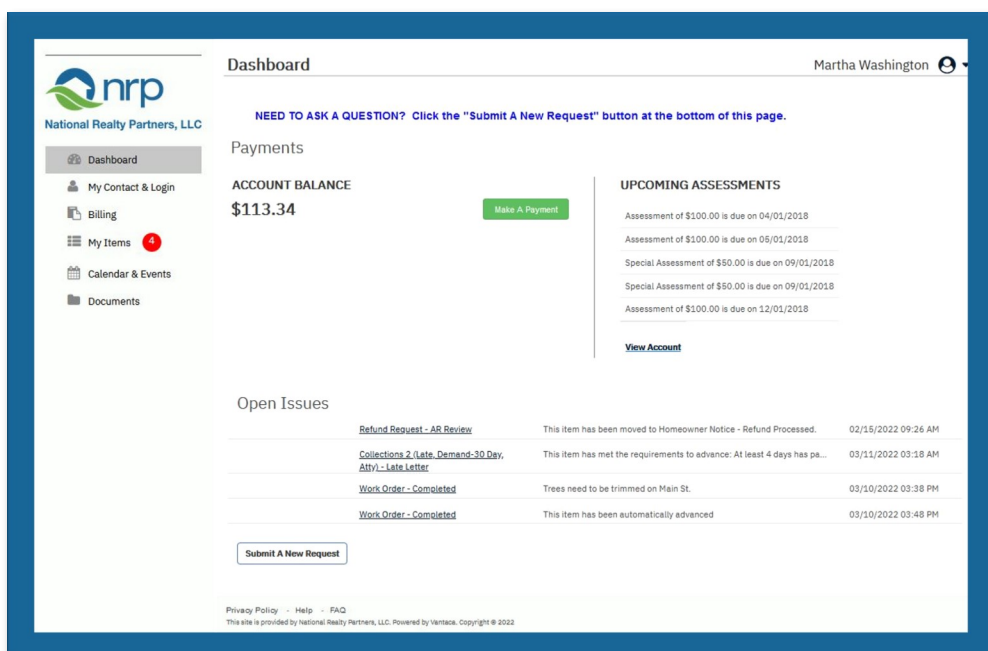 nrp
National Realty Partners, LLC
Dashboard
My Contact & Login
Billing
My Items 4
Calendar & Events
Documents
Dashboard
Martha Washington
NEED TO ASK A QUESTION? Click the "Submit A New Request" button at the bottom of this page.
Payments
ACCOUNT BALANCE
$113.34
Make A Payment
UPCOMING ASSESSMENTS
Assessment of $100.00 is due on 04/01/2018
Assessment of $100.00 is due on 05/01/2018
Special Assessment of $50.00 is due on 09/01/2018
Special Assessment of $50.00 is due on 09/01/2018
Assessment of $100.00 is due on 12/01/2018
View Account
Open Issues
Refund Request - AR Review This item has been moved to Homeowner Notice - Refund Processed. 02/15/2022 09:26 AM
Collections 2 (Late, Demand-30 Day, This item has met the requirements to advance: At least 4 days has pa... 03/11/2022 03:18 AM
Atty) - Late Letter
Work Order - Completed Trees need to be trimmed on Main St. 03/10/2022 03:38 PM
Work Order - Completed This item has been automatically advanced 03/10/2022 03:48 PM
Submit A New Request
Privacy Policy - Help - FAQ
This site is provided by National Realty Partners, LLC. Powered by Vantaca. Copyright © 2022